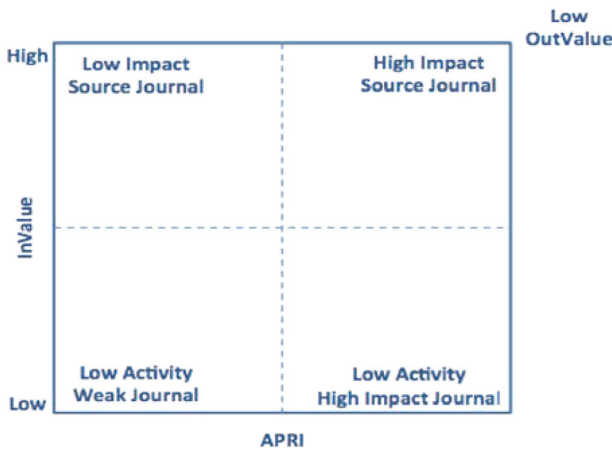 Low
OutValue
High
Low Impact
Source Journal
High Impact
Source Journal
InValue
Low Activity
Weak Journal
Low Activity
High Impact Journal
Low
APRI